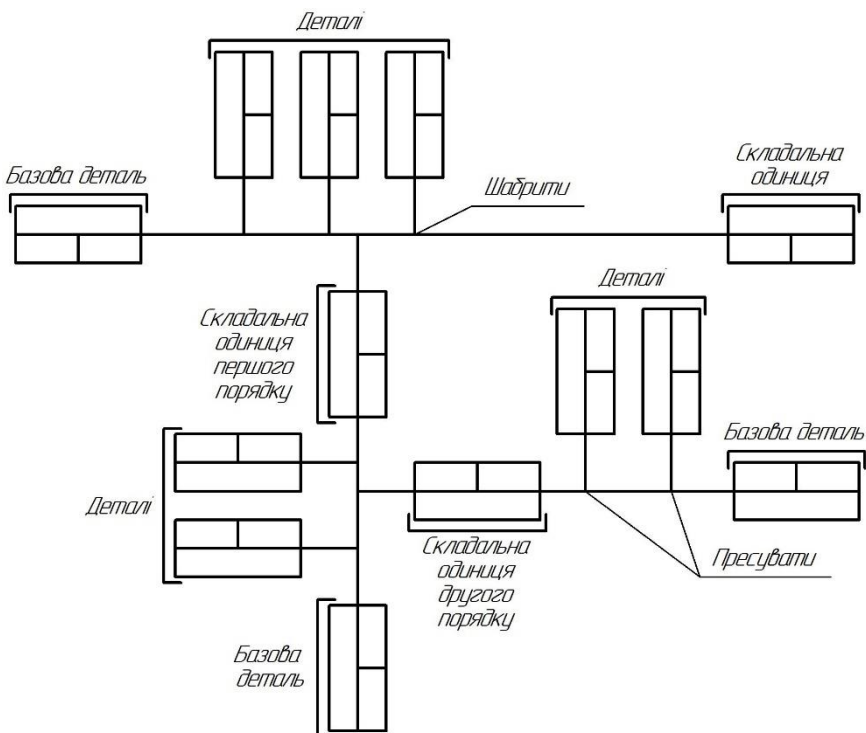 Деталі
Базова деталь
Шабрити
Складальна
одиниця
Деталі
Складальна
одиниця
першого
порядку
Базова деталь
Деталі
Складальна
одиниця
другого
порядку
Пресувати
Базова
деталь